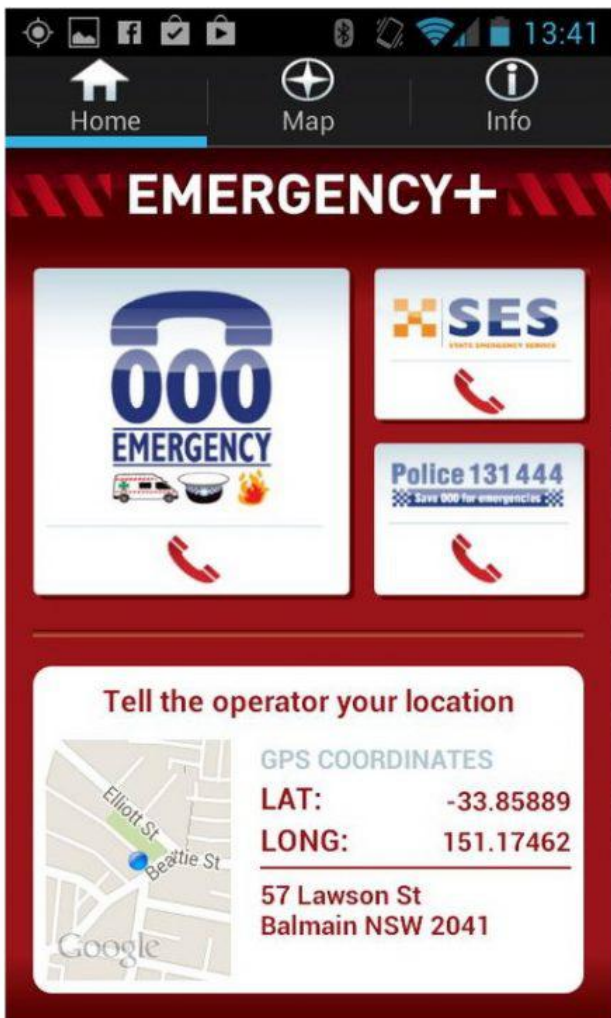 13:41
Home
Map
Info
EMERGENCY+
000
EMERGENCY
SES
STATE EMERGENCY SERVICE
Police 131 444
Save 000 for emergencies
Tell the operator your location
Elliott St
Beattie St
Google
GPS COORDINATES
LAT: -33.85889
LONG: 151.17462
57 Lawson St
Balmain NSW 2041